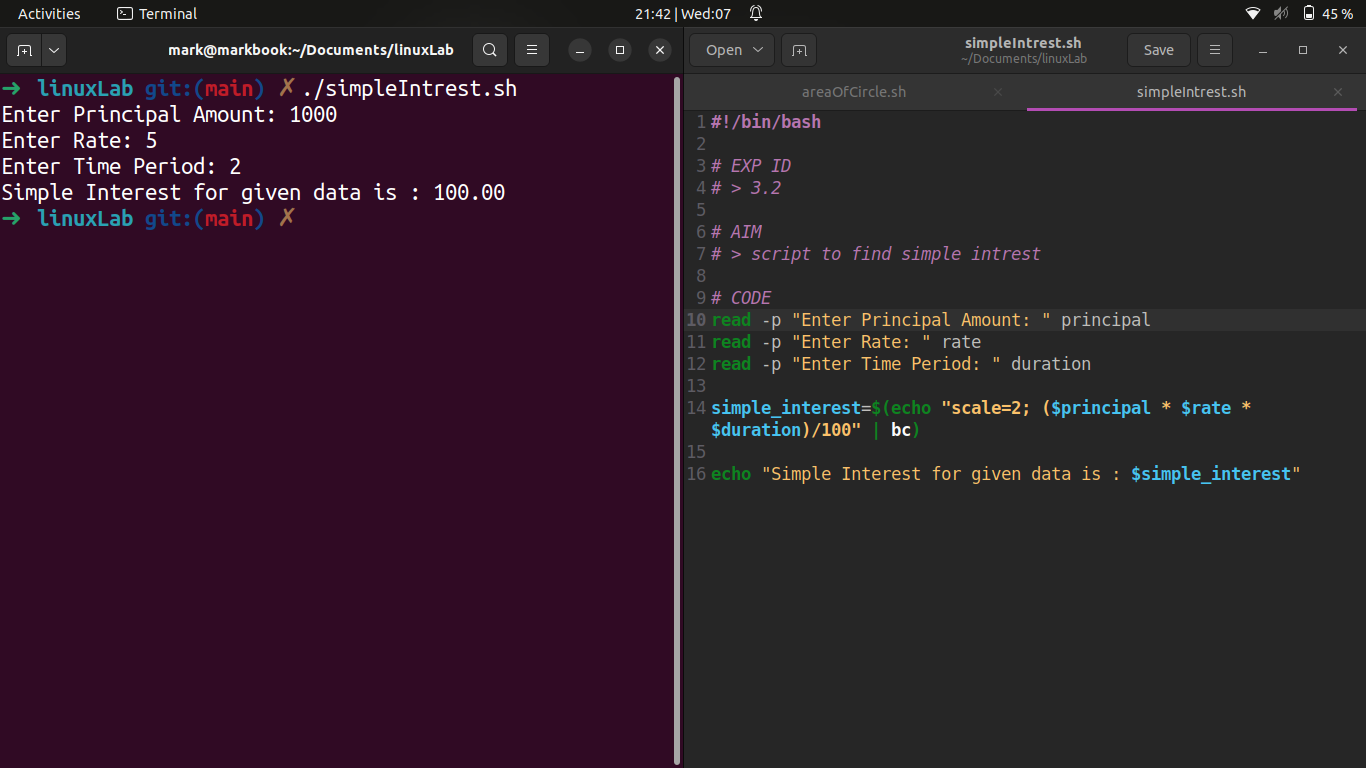 Activities Terminal 21:42 | Wed:07 45 %
mark@markbook:~/Documents/linuxLab
➜ linuxLab git:(main) ✗ ./simpleIntrest.sh
Enter Principal Amount: 1000
Enter Rate: 5
Enter Time Period: 2
Simple Interest for given data is : 100.00
➜ linuxLab git:(main) ✗
Open simpleIntrest.sh Save
~/Documents/linuxLab
areaOfCircle.sh simpleIntrest.sh
1 #!/bin/bash
2
3 # EXP ID
4 # > 3.2
5
6 # AIM
7 # > script to find simple intrest
8
9 # CODE
10 read -p "Enter Principal Amount: " principal
11 read -p "Enter Rate: " rate
12 read -p "Enter Time Period: " duration
13
14 simple_interest=$(echo "scale=2; ($principal * $rate *
$duration)/100" | bc)
15
16 echo "Simple Interest for given data is : $simple_interest"